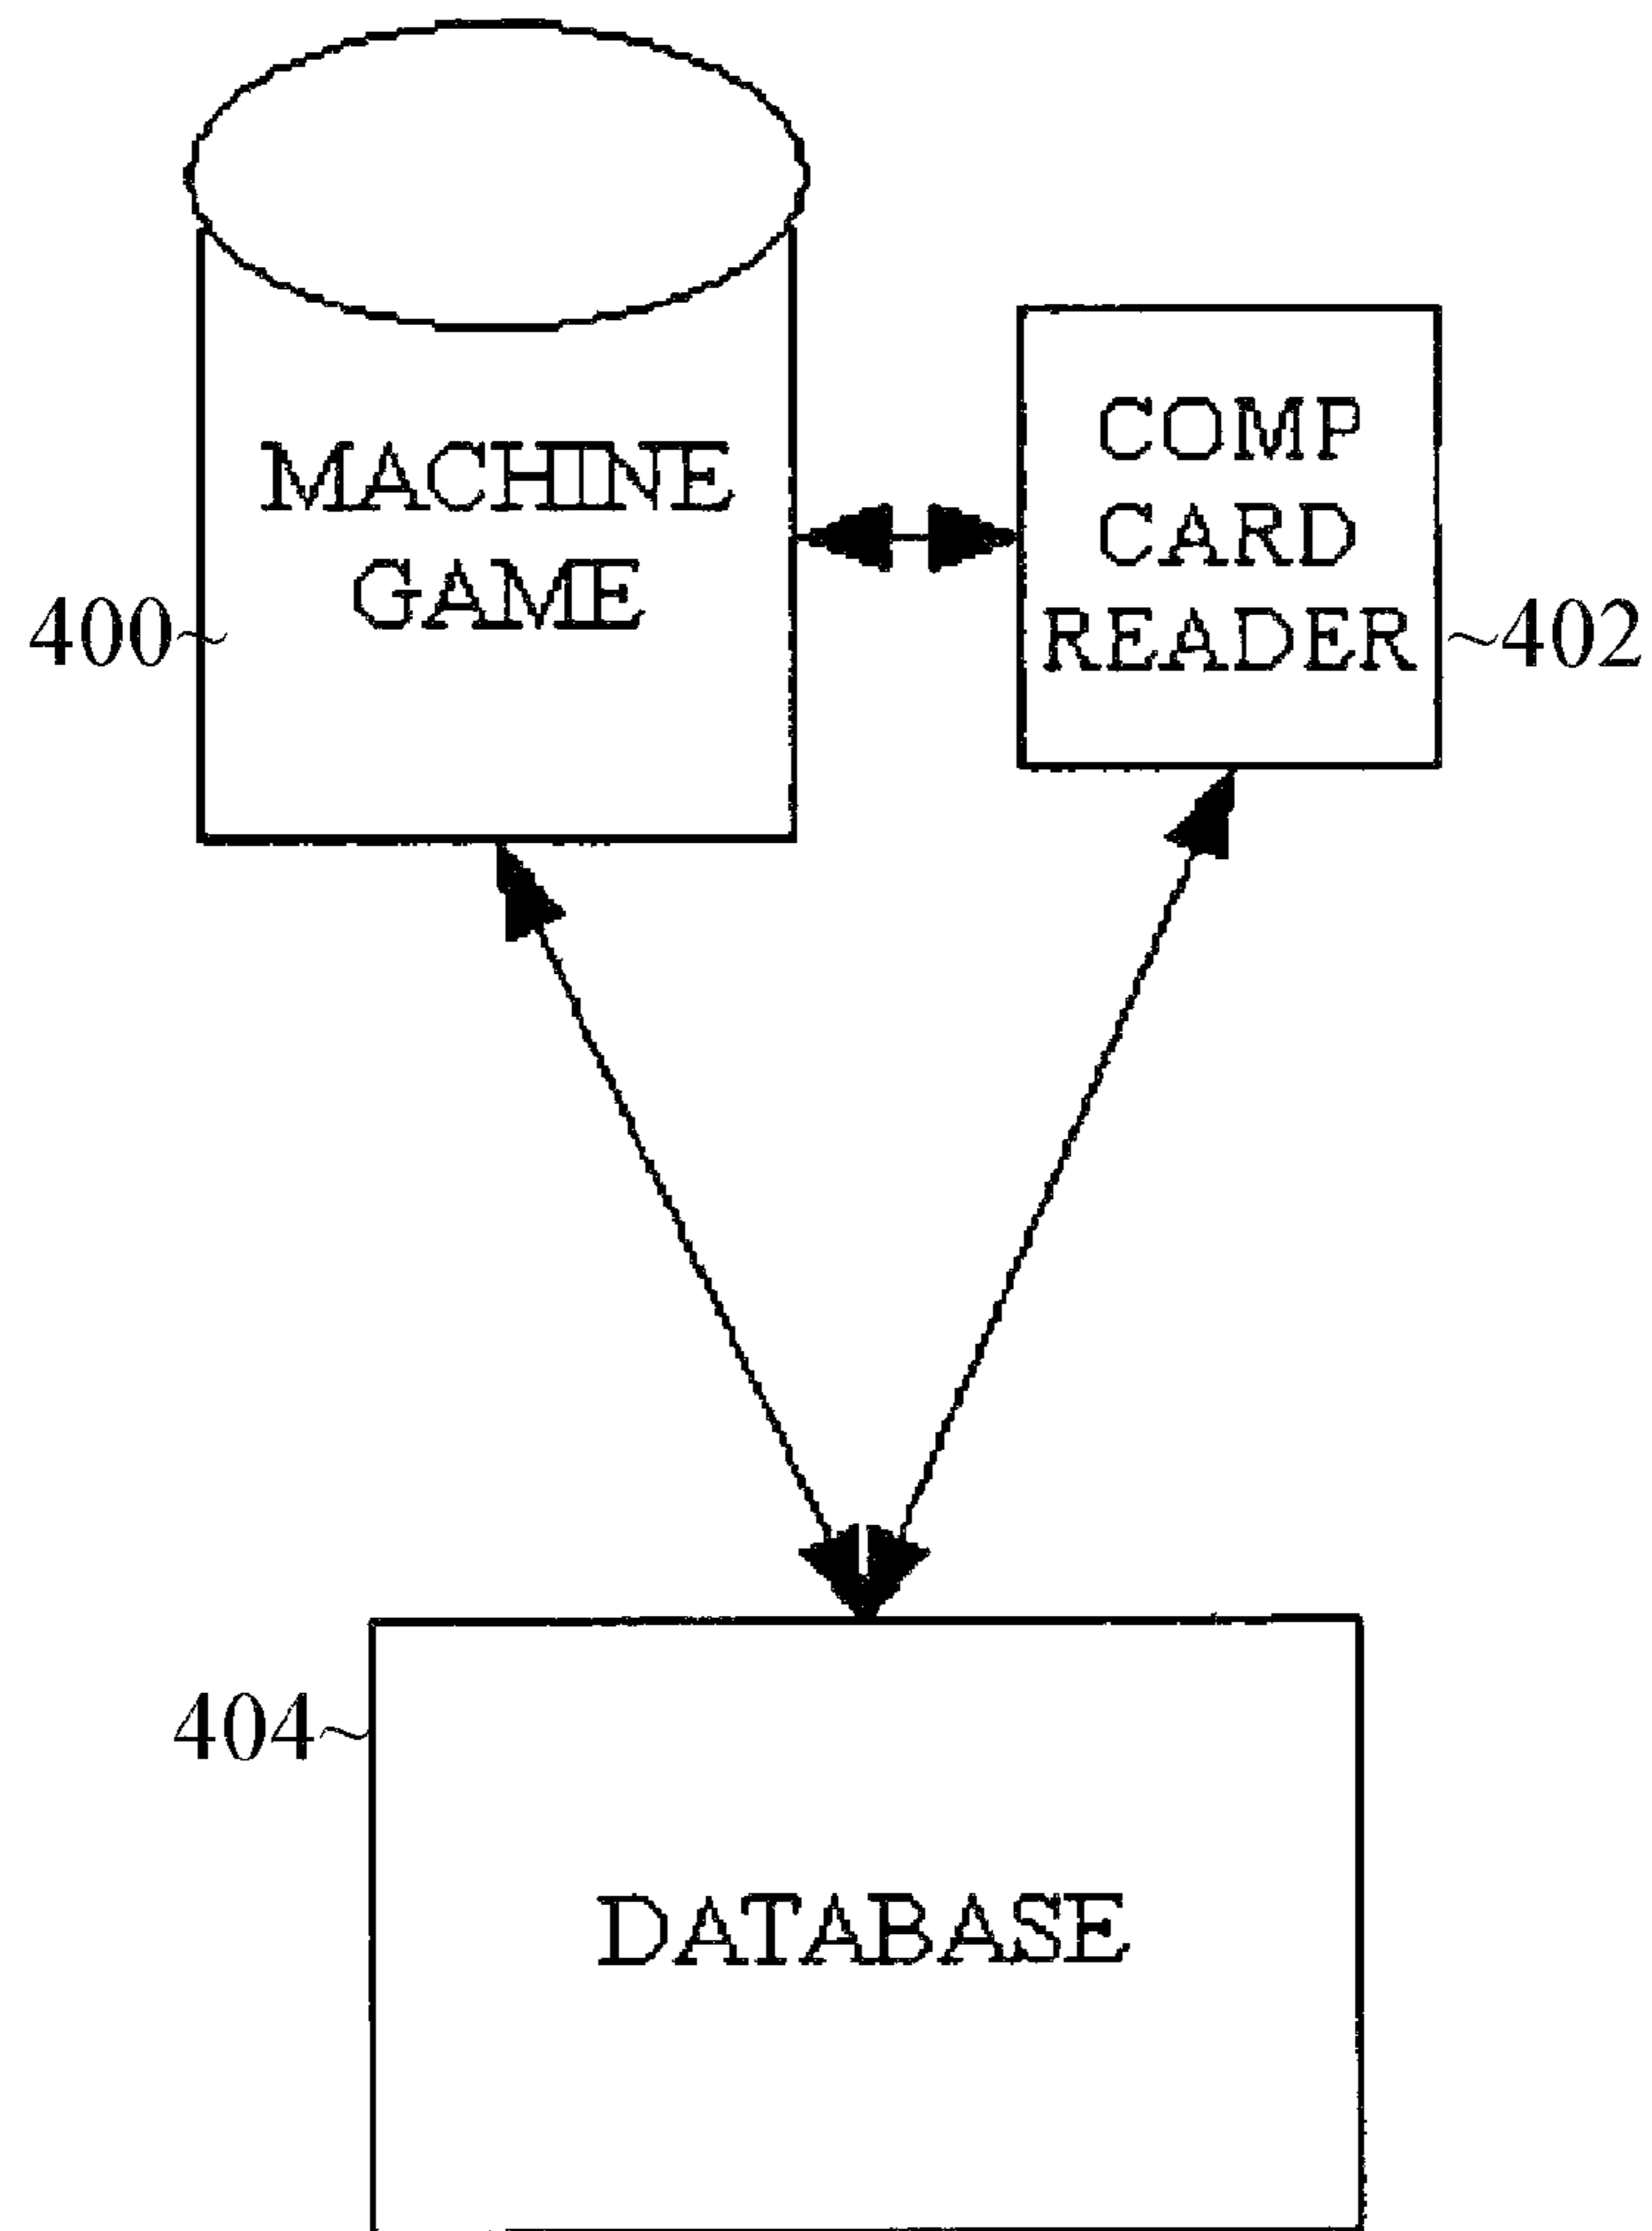 MACHINE
GAME
400~
COMP
CARD
READER
~402
404~
DATABASE